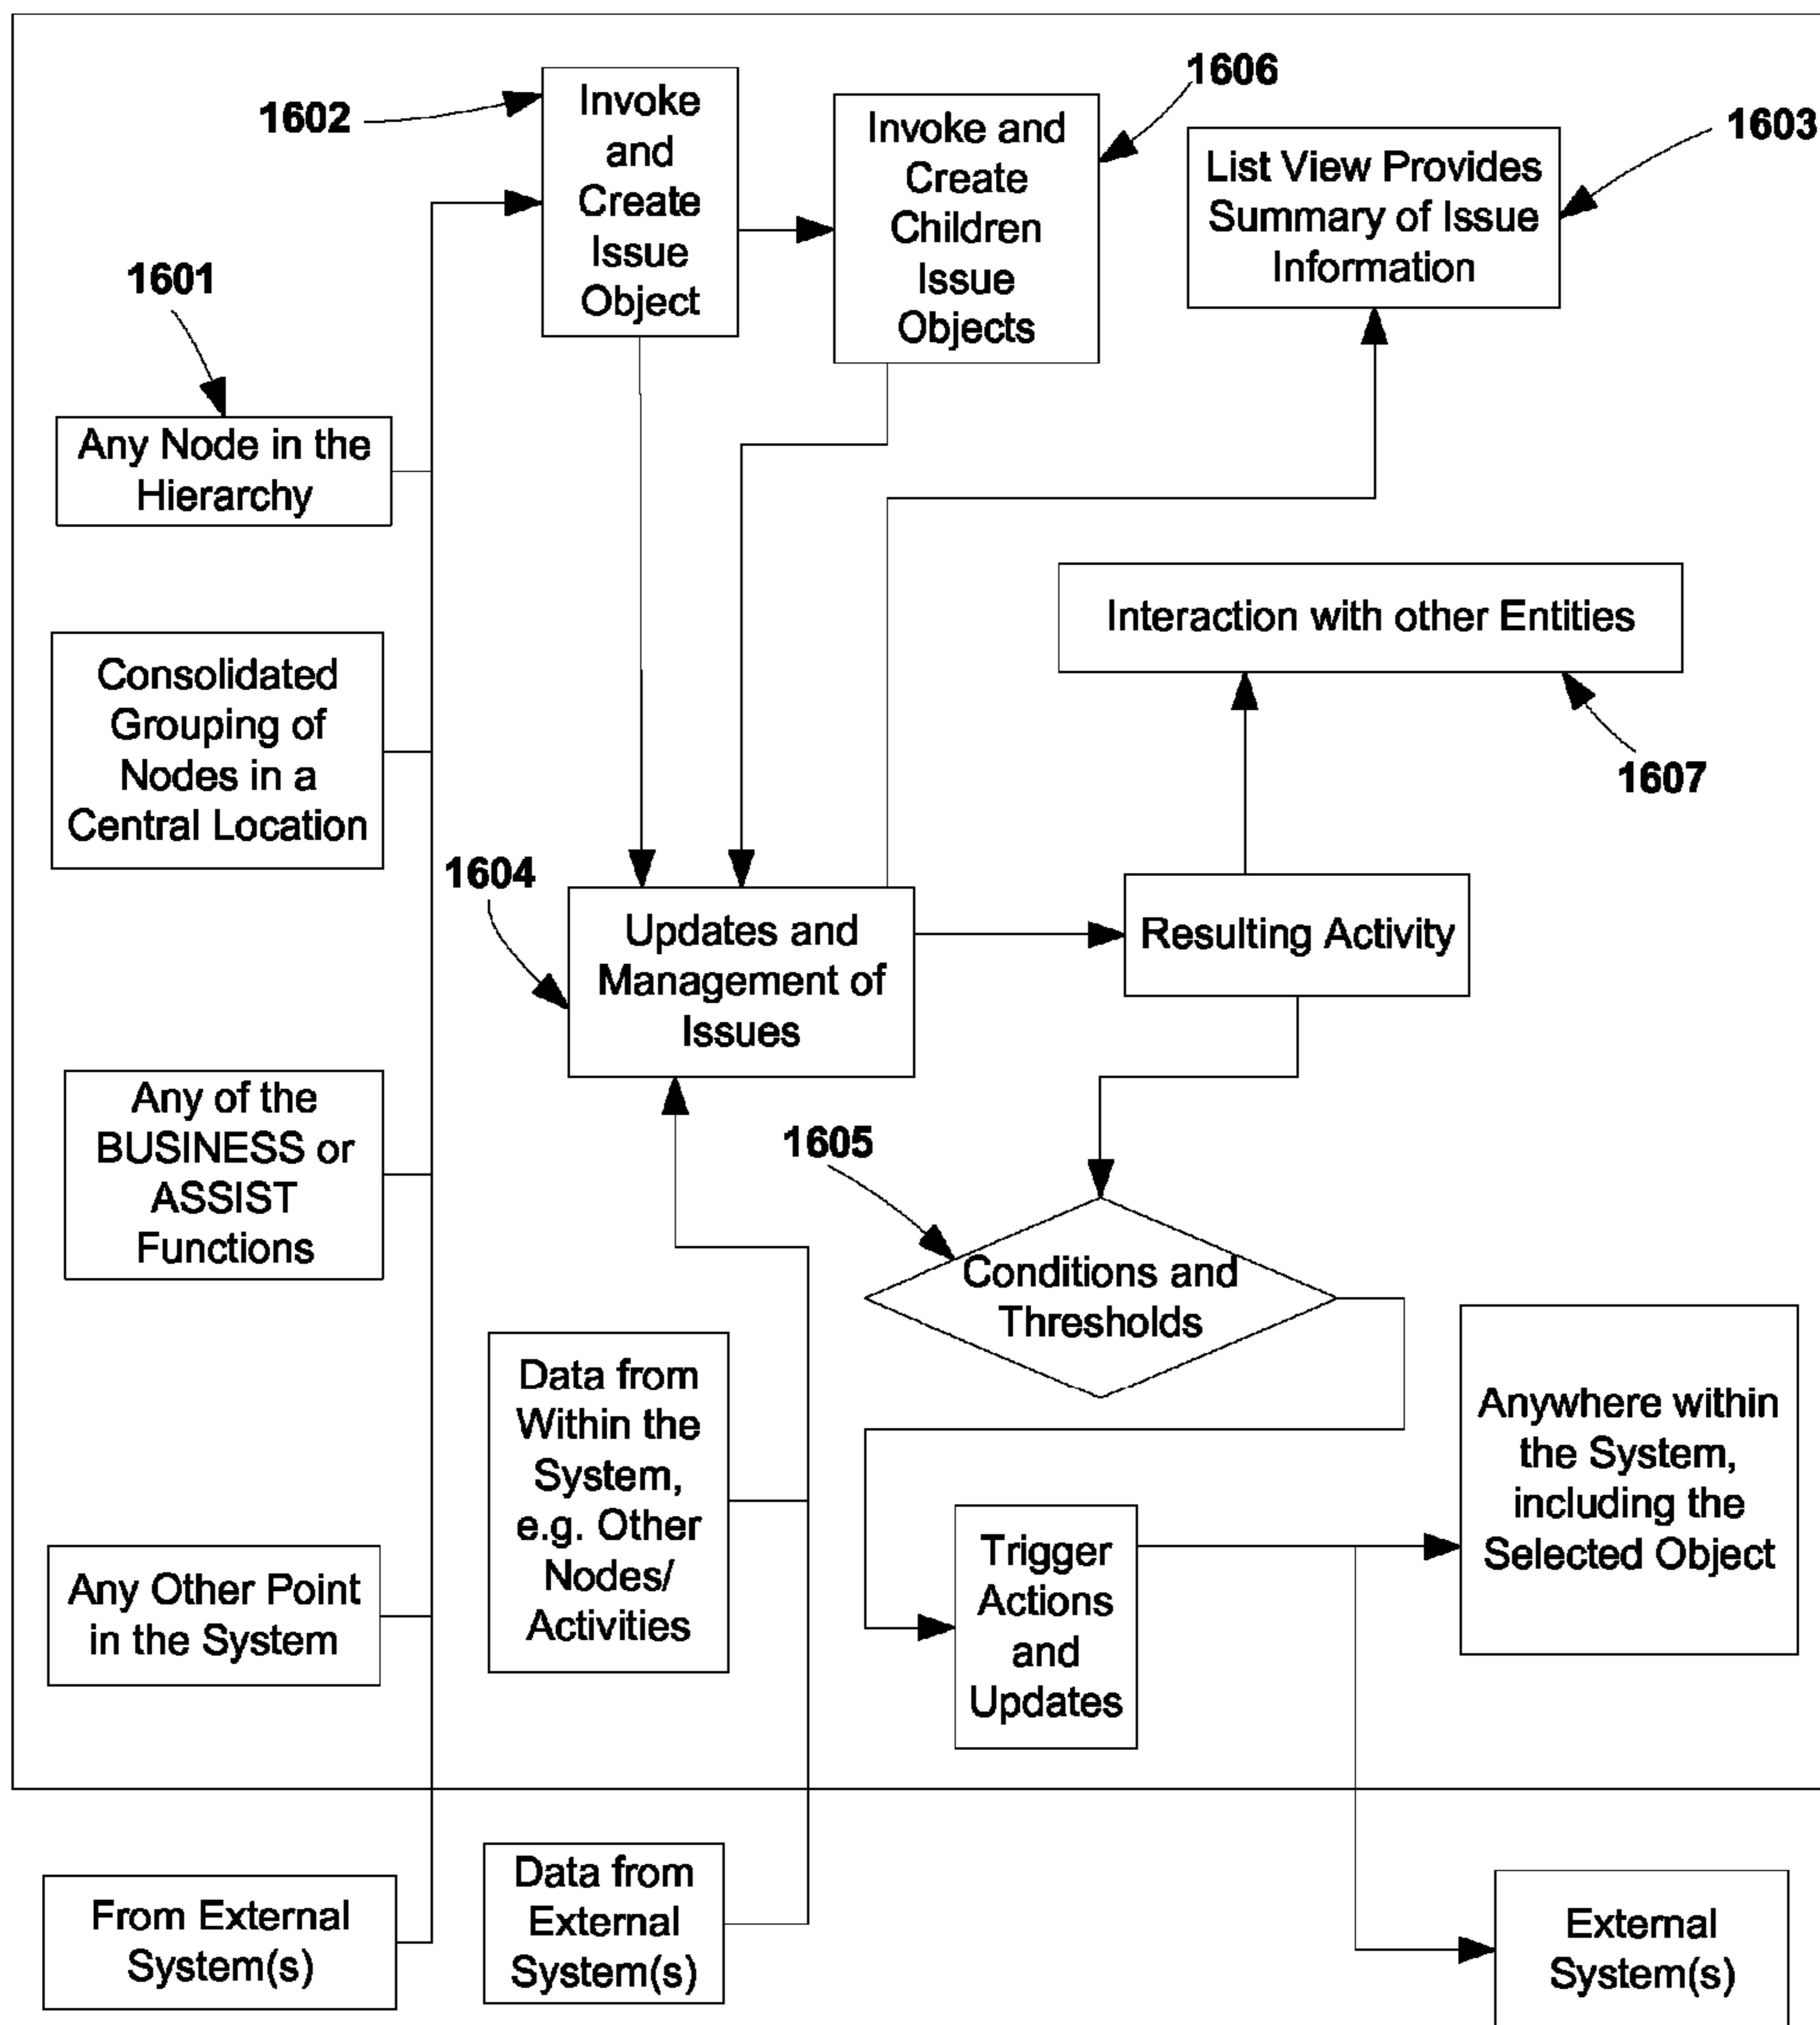 1602
Invoke
and
Create
Issue
Object
1606
Invoke and
Create
Children
Issue
Objects
1603
List View Provides
Summary of Issue
Information
1601
Any Node in the
Hierarchy
Interaction with other Entities
1607
Consolidated
Grouping of
Nodes in a
Central Location
1604
Updates and
Management of
Issues
Resulting Activity
Any of the
BUSINESS or
ASSIST
Functions
1605
Conditions and
Thresholds
Data from
Within the
System,
e.g. Other
Nodes/
Activities
Anywhere within
the System,
including the
Selected Object
Any Other Point
in the System
Trigger
Actions
and
Updates
From External
System(s)
Data from
External
System(s)
External
System(s)